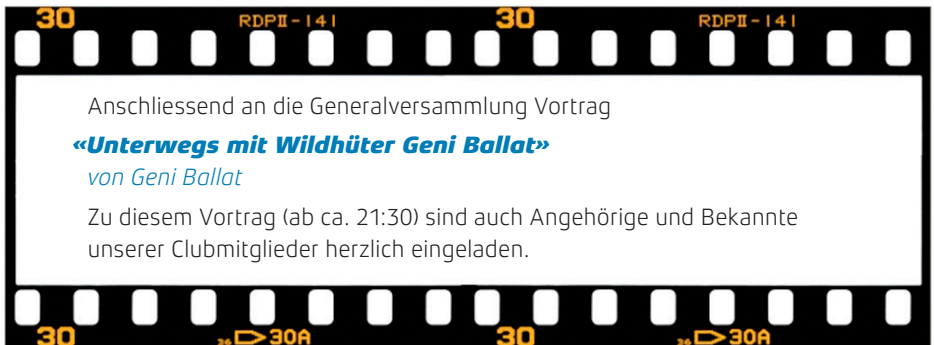 30 RDPII-141 30 RDPII-141
Anschliessend an die Generalversammlung Vortrag
«Unterwegs mit Wildhüter Geni Ballat»
von Geni Ballat
Zu diesem Vortrag (ab ca. 21:30) sind auch Angehörige und Bekannte
unserer Clubmitglieder herzlich eingeladen.
30 30A 30 30A